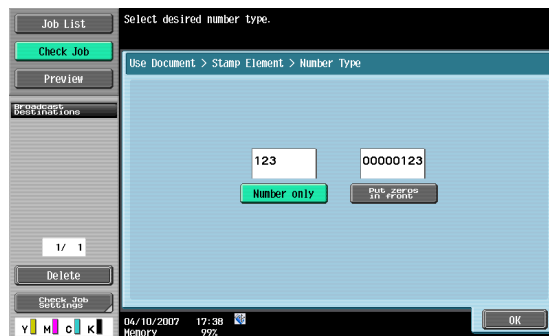 Job List
Check Job
Preview
Broadcast
Destinations
1/ 1
Delete
Check Job
Settings
Y M C K
Select desired number type.
Use Document > Stamp Element > Number Type
123
00000123
Number only
Put zeros
in front
OK
04/10/2007 17:38
Memory 99%